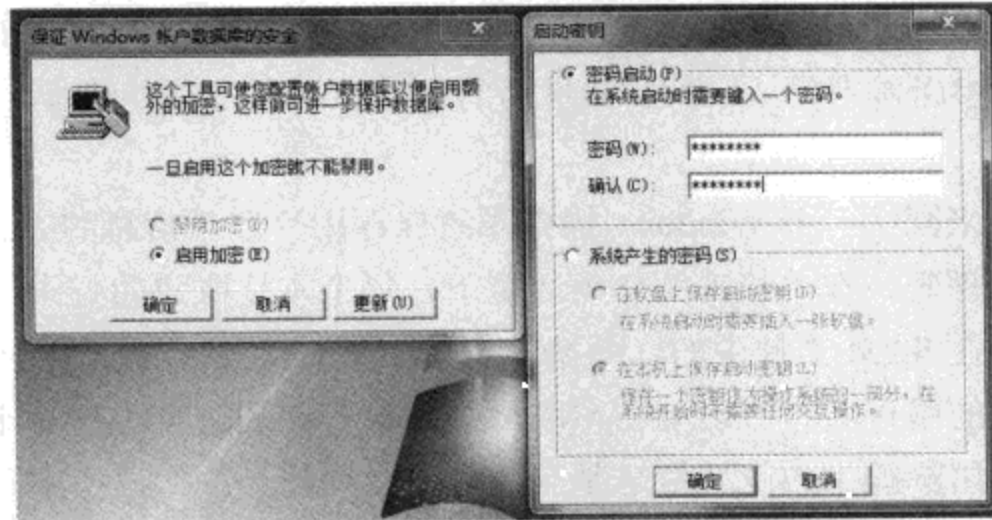 保证 Windows 帐户数据库的安全
这个工具可使您配置帐户数据库以便启用额
外的加密，这样做可进一步保护数据库。
一旦启用这个加密就不能禁用。
禁用加密(D)
启用加密(E)
确定
取消
更新(U)
启动密钥
密码启动(P)
在系统启动时需要键入一个密码。
密码(W):
********
确认(C):
********
系统产生的密码(S)
在软盘上保存启动密钥(O)
在系统启动时需要插入一张软盘。
在本机上保存启动密钥(L)
保存一个密钥作为操作系统的一部分，在
系统开始时不需要任何交互操作。
确定
取消